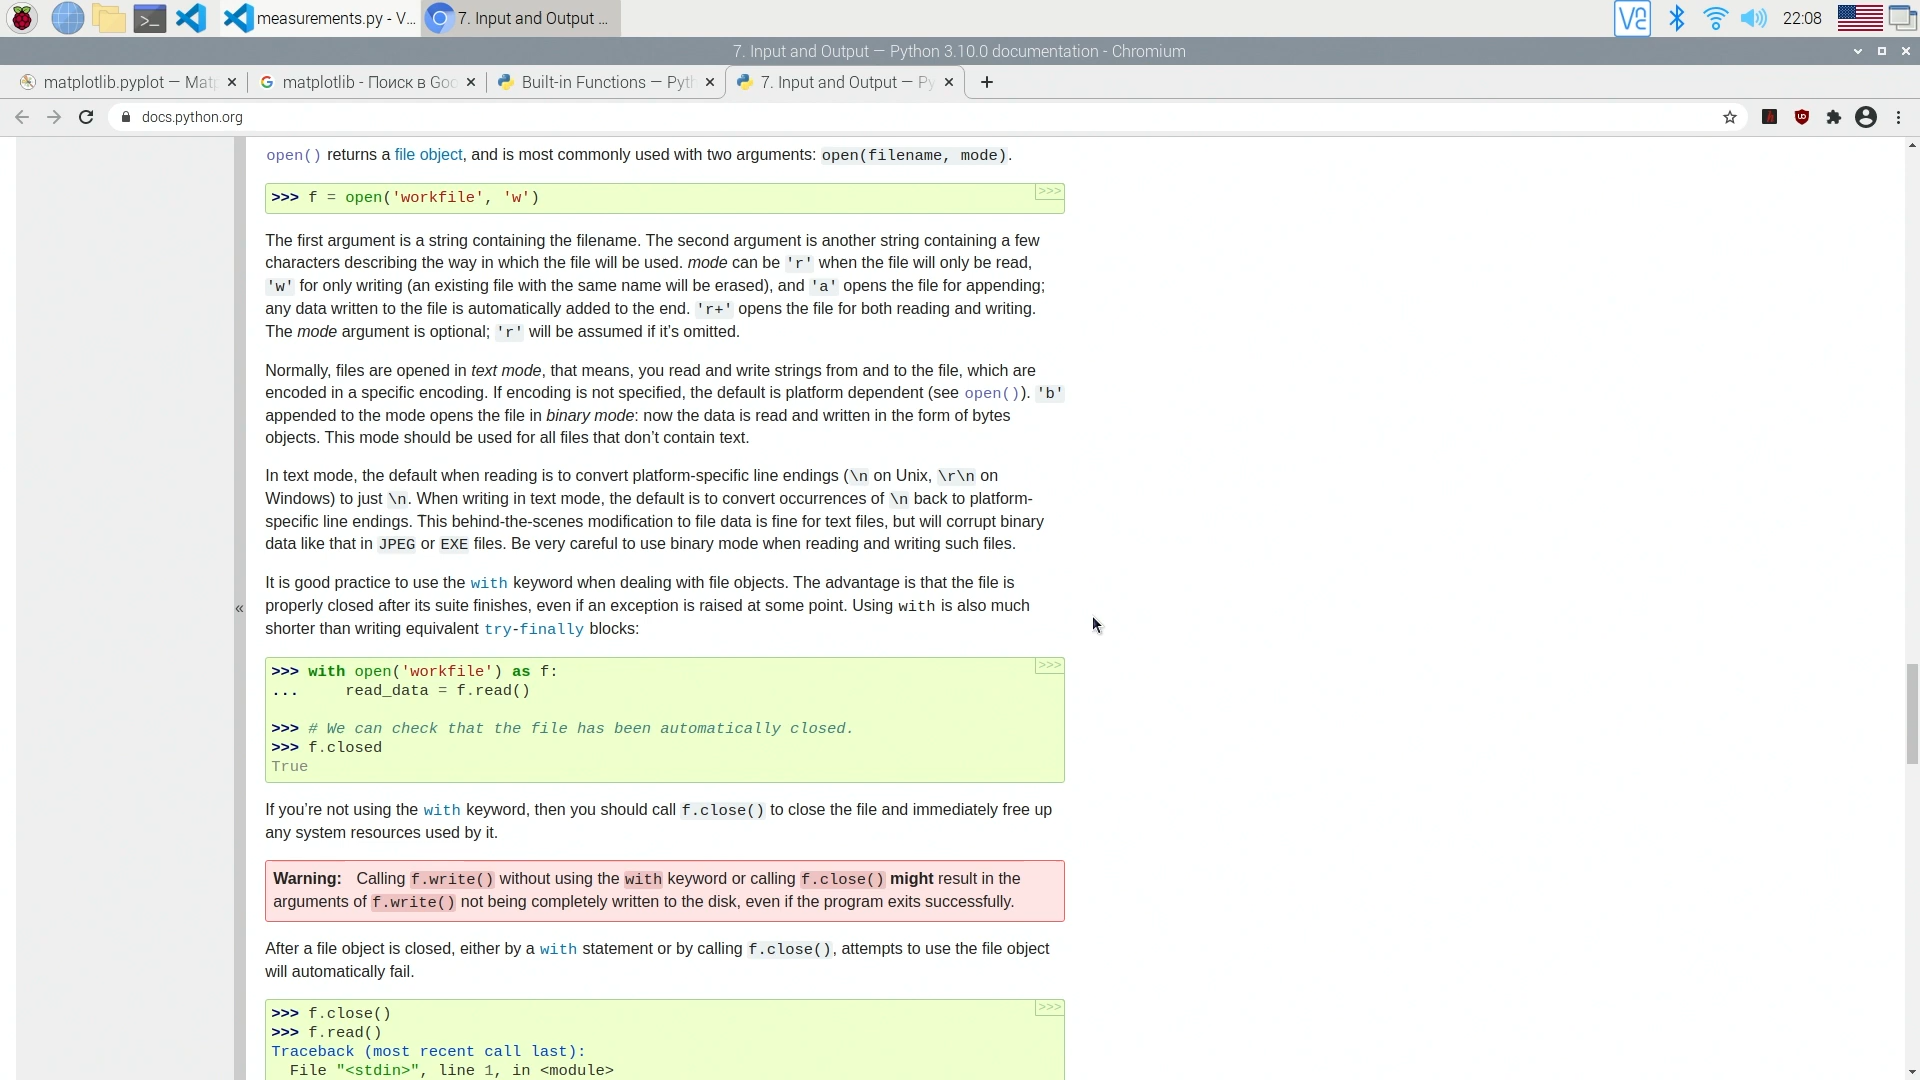 measurements.py - V...
7. Input and Output ...
22:08
7. Input and Output — Python 3.10.0 documentation - Chromium
matplotlib.pyplot — Matp
matplotlib - Поиск в Goo
Built-in Functions — Pyth
7. Input and Output — Py
docs.python.org
open() returns a file object, and is most commonly used with two arguments: open(filename, mode).
>>> f = open('workfile', 'w')
>>>
The first argument is a string containing the filename. The second argument is another string containing a few
characters describing the way in which the file will be used. mode can be 'r' when the file will only be read,
'w' for only writing (an existing file with the same name will be erased), and 'a' opens the file for appending;
any data written to the file is automatically added to the end. 'r+' opens the file for both reading and writing.
The mode argument is optional; 'r' will be assumed if it’s omitted.
Normally, files are opened in text mode, that means, you read and write strings from and to the file, which are
encoded in a specific encoding. If encoding is not specified, the default is platform dependent (see open()). 'b'
appended to the mode opens the file in binary mode: now the data is read and written in the form of bytes
objects. This mode should be used for all files that don’t contain text.
In text mode, the default when reading is to convert platform-specific line endings (\n on Unix, \r\n on
Windows) to just \n. When writing in text mode, the default is to convert occurrences of \n back to platform-
specific line endings. This behind-the-scenes modification to file data is fine for text files, but will corrupt binary
data like that in JPEG or EXE files. Be very careful to use binary mode when reading and writing such files.
It is good practice to use the with keyword when dealing with file objects. The advantage is that the file is
properly closed after its suite finishes, even if an exception is raised at some point. Using with is also much
shorter than writing equivalent try-finally blocks:
«
>>> with open('workfile') as f:
>>>
...     read_data = f.read()
>>> # We can check that the file has been automatically closed.
>>> f.closed
True
If you’re not using the with keyword, then you should call f.close() to close the file and immediately free up
any system resources used by it.
Warning: Calling f.write() without using the with keyword or calling f.close() might result in the
arguments of f.write() not being completely written to the disk, even if the program exits successfully.
After a file object is closed, either by a with statement or by calling f.close(), attempts to use the file object
will automatically fail.
>>> f.close()
>>>
>>> f.read()
Traceback (most recent call last):
  File "<stdin>", line 1, in <module>